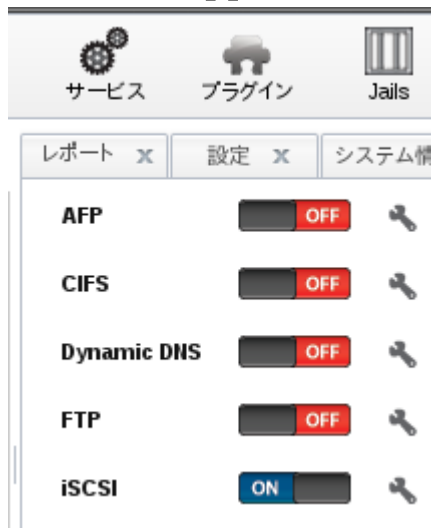 サービス プラグイン Jails
レポート x 設定 x システム情
AFP OFF
CIFS OFF
Dynamic DNS OFF
FTP OFF
iSCSI ON